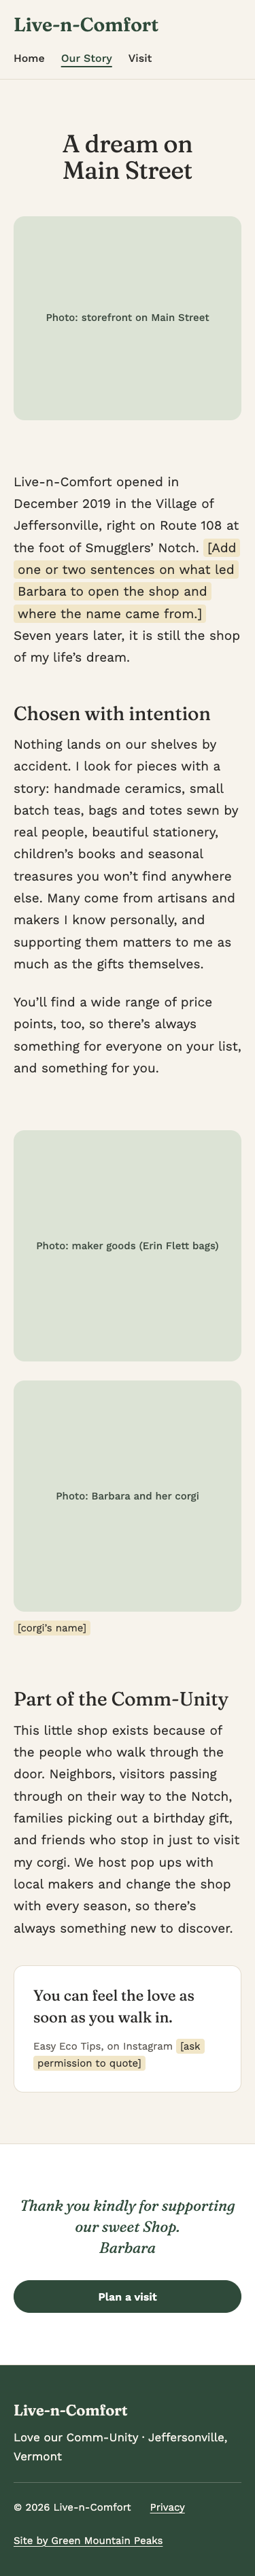 Live-n-Comfort
Home Our Story Visit
A dream on
Main Street
Photo: storefront on Main Street
Live-n-Comfort opened in
December 2019 in the Village of
Jeffersonville, right on Route 108 at
the foot of Smugglers’ Notch. [Add
one or two sentences on what led
Barbara to open the shop and
where the name came from.]
Seven years later, it is still the shop
of my life’s dream.
Chosen with intention
Nothing lands on our shelves by
accident. I look for pieces with a
story: handmade ceramics, small
batch teas, bags and totes sewn by
real people, beautiful stationery,
children’s books and seasonal
treasures you won’t find anywhere
else. Many come from artisans and
makers I know personally, and
supporting them matters to me as
much as the gifts themselves.
You’ll find a wide range of price
points, too, so there’s always
something for everyone on your list,
and something for you.
Photo: maker goods (Erin Flett bags)
Photo: Barbara and her corgi
[corgi’s name]
Part of the Comm-Unity
This little shop exists because of
the people who walk through the
door. Neighbors, visitors passing
through on their way to the Notch,
families picking out a birthday gift,
and friends who stop in just to visit
my corgi. We host pop ups with
local makers and change the shop
with every season, so there’s
always something new to discover.
You can feel the love as
soon as you walk in.
Easy Eco Tips, on Instagram [ask
permission to quote]
Thank you kindly for supporting
our sweet Shop.
Barbara
Plan a visit
Live-n-Comfort
Love our Comm-Unity · Jeffersonville,
Vermont
© 2026 Live-n-Comfort Privacy
Site by Green Mountain Peaks